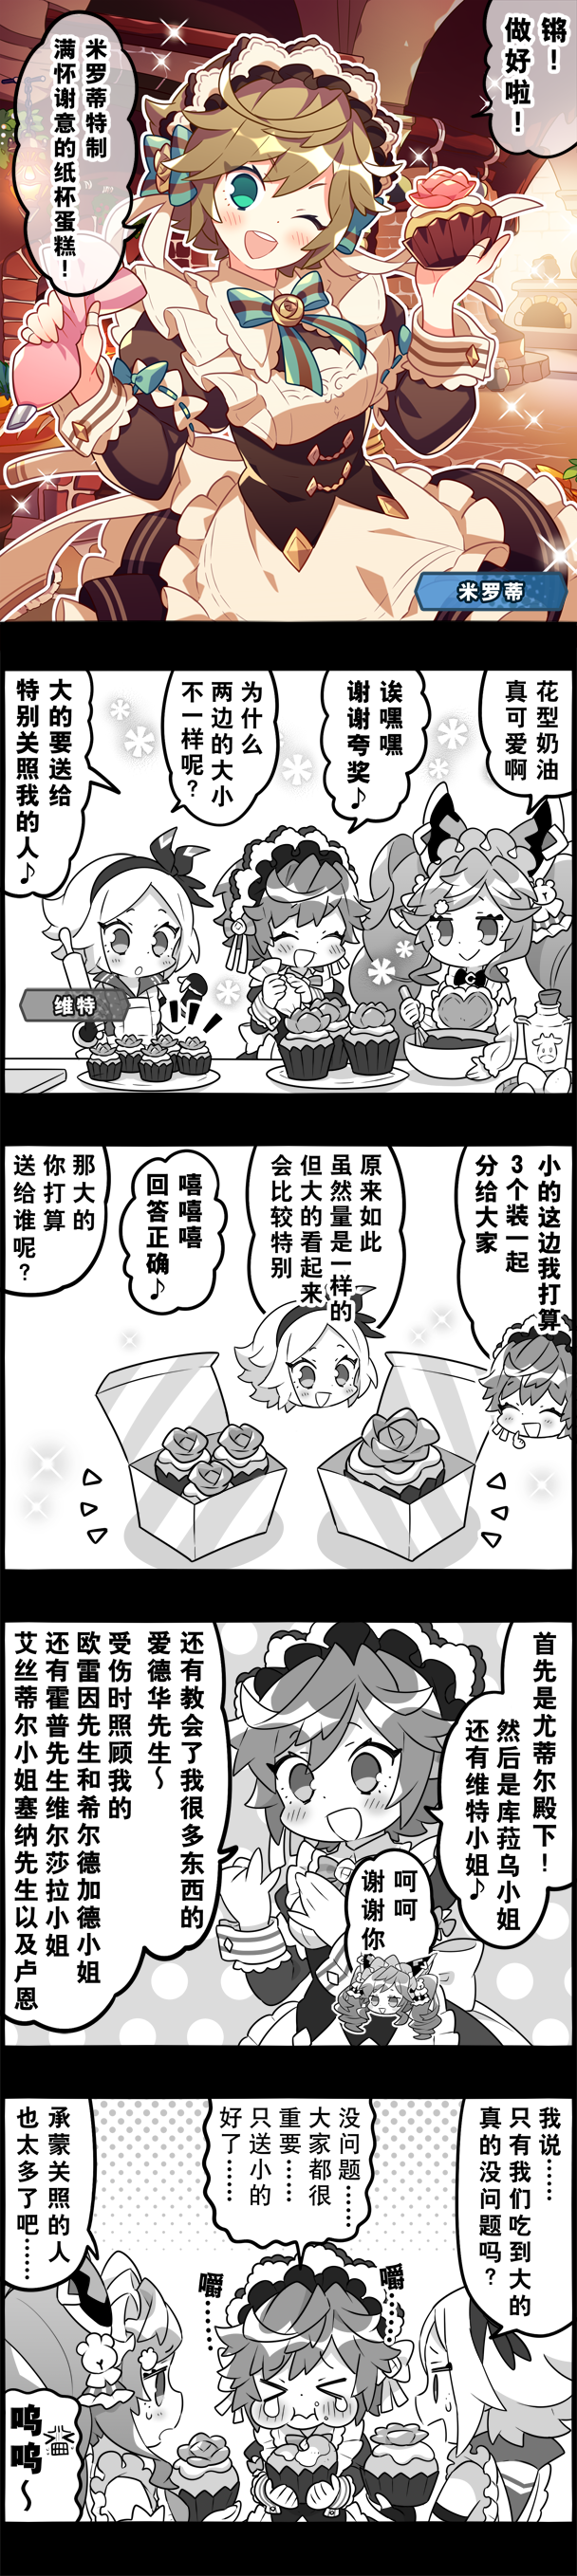 锵！
做好啦！
米罗蒂特制
满怀谢意的纸杯蛋糕！
米罗蒂
花型奶油
真可爱啊
诶嘿嘿
谢谢夸奖♪
为什么
两边的大小
不一样呢？
大的要送给
特别关照我的人♪
维特
小的这边我打算
3个装一起
分给大家
原来如此
虽然量是一样的
但大的看起来
会比较特别
嘻嘻嘻
回答正确♪
那大的
你打算
送给谁呢？
首先是尤蒂尔殿下！
然后是库菈乌小姐
还有维特小姐♪
呵呵
谢谢你
还有教会了我很多东西的
爱德华先生～
受伤时照顾我的
欧雷因先生和希尔德加德小姐
还有霍普先生维尔莎拉小姐
艾丝蒂尔小姐塞纳先生以及卢恩
我说……
只有我们吃到大的
真的没问题吗？
没问题……
大家都很
重要……
只送小的
好了……
嚼……
嚼……
承蒙关照的人
也太多了吧……
呜呜～